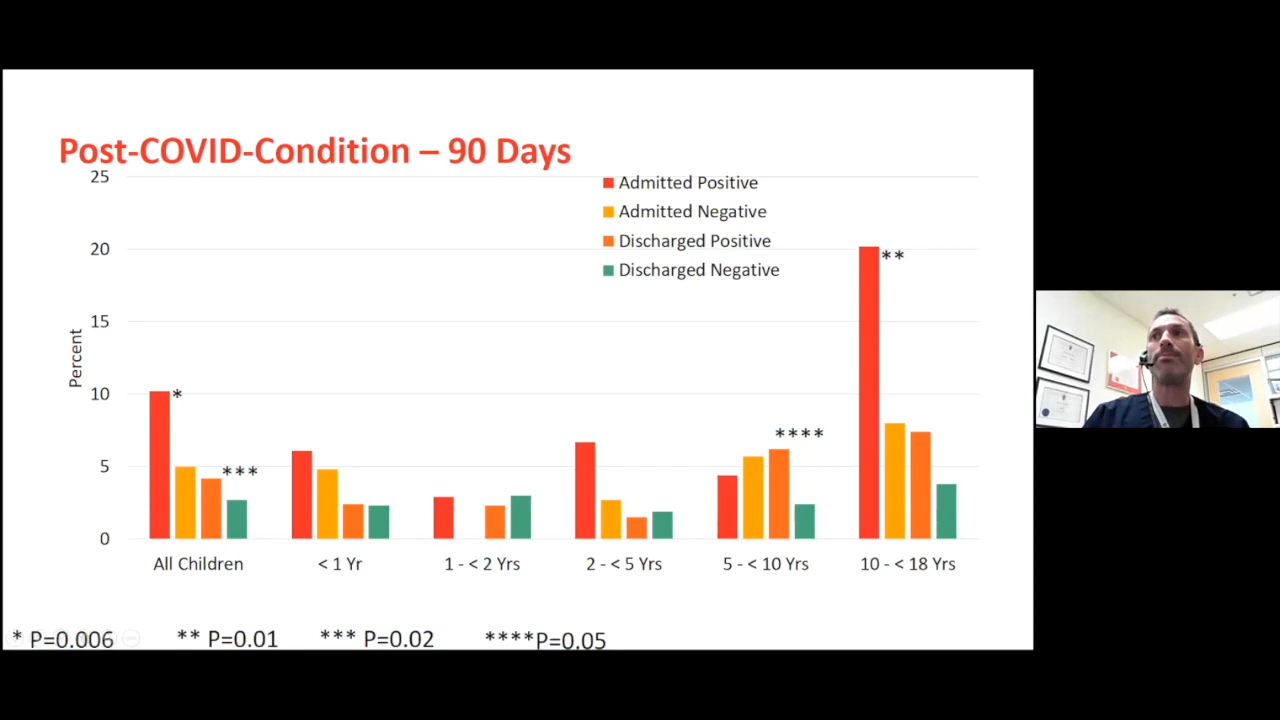 Post-COVID-Condition – 90 Days
25
20
15
10
5
0
Percent
Admitted Positive
Admitted Negative
Discharged Positive
Discharged Negative
*
***
****
**
All Children
< 1 Yr
1 - < 2 Yrs
2 - < 5 Yrs
5 - < 10 Yrs
10 - < 18 Yrs
* P=0.006 ** P=0.01 *** P=0.02 ****P=0.05